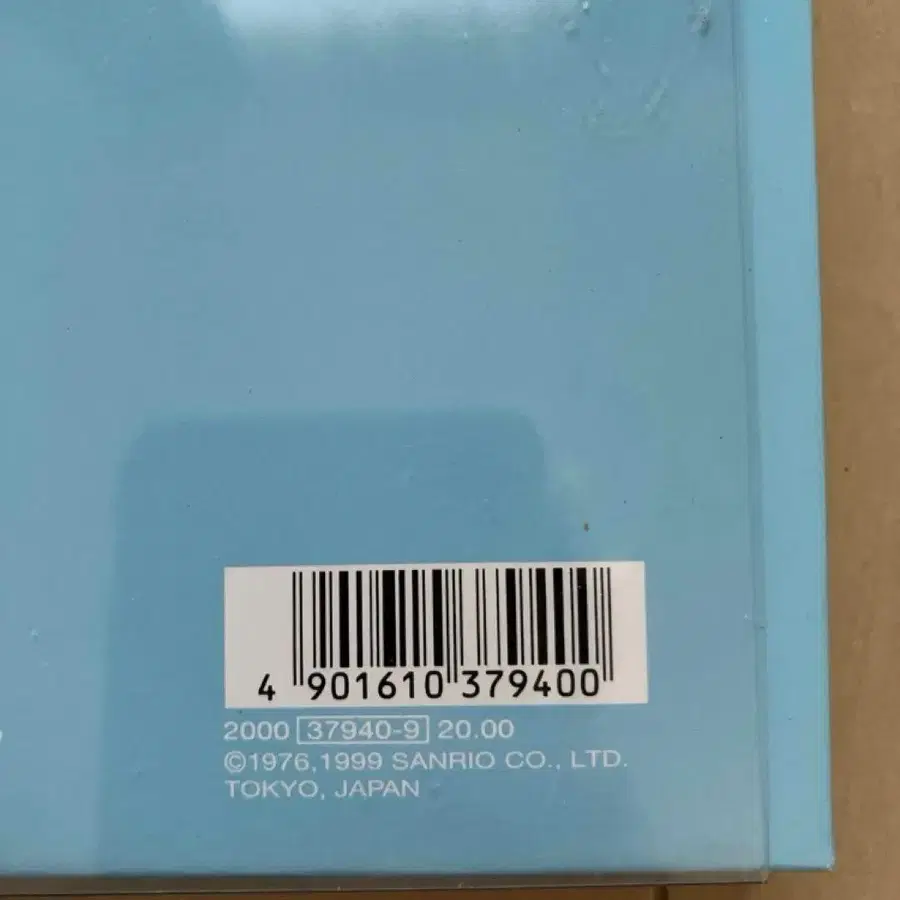 4 901610 379400
2000 37940-9 20.00
©1976,1999 SANRIO CO., LTD.
TOKYO, JAPAN